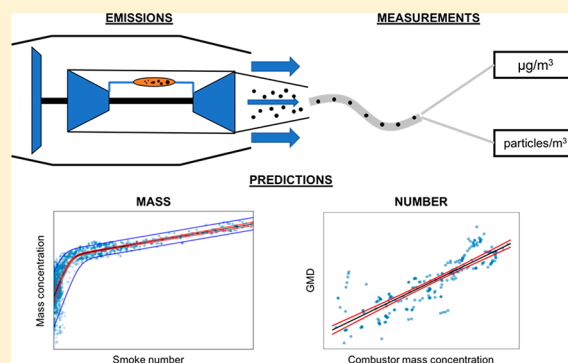 EMISSIONS
MEASUREMENTS
µg/m³
particles/m³
PREDICTIONS
MASS
NUMBER
Mass concentration
Smoke number
GMD
Combustor mass concentration